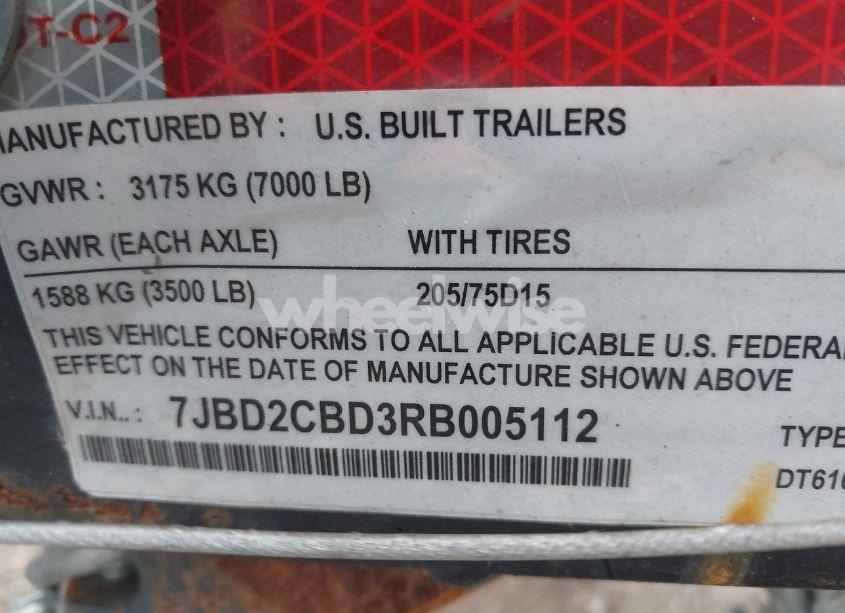 OT-C2
MANUFACTURED BY : U.S. BUILT TRAILERS
GVWR : 3175 KG (7000 LB)
GAWR (EACH AXLE) WITH TIRES
1588 KG (3500 LB) 205/75D15
wheelwise
THIS VEHICLE CONFORMS TO ALL APPLICABLE U.S. FEDERAL
EFFECT ON THE DATE OF MANUFACTURE SHOWN ABOVE
V.I.N.. : 7JBD2CBD3RB005112
TYPE
DT610